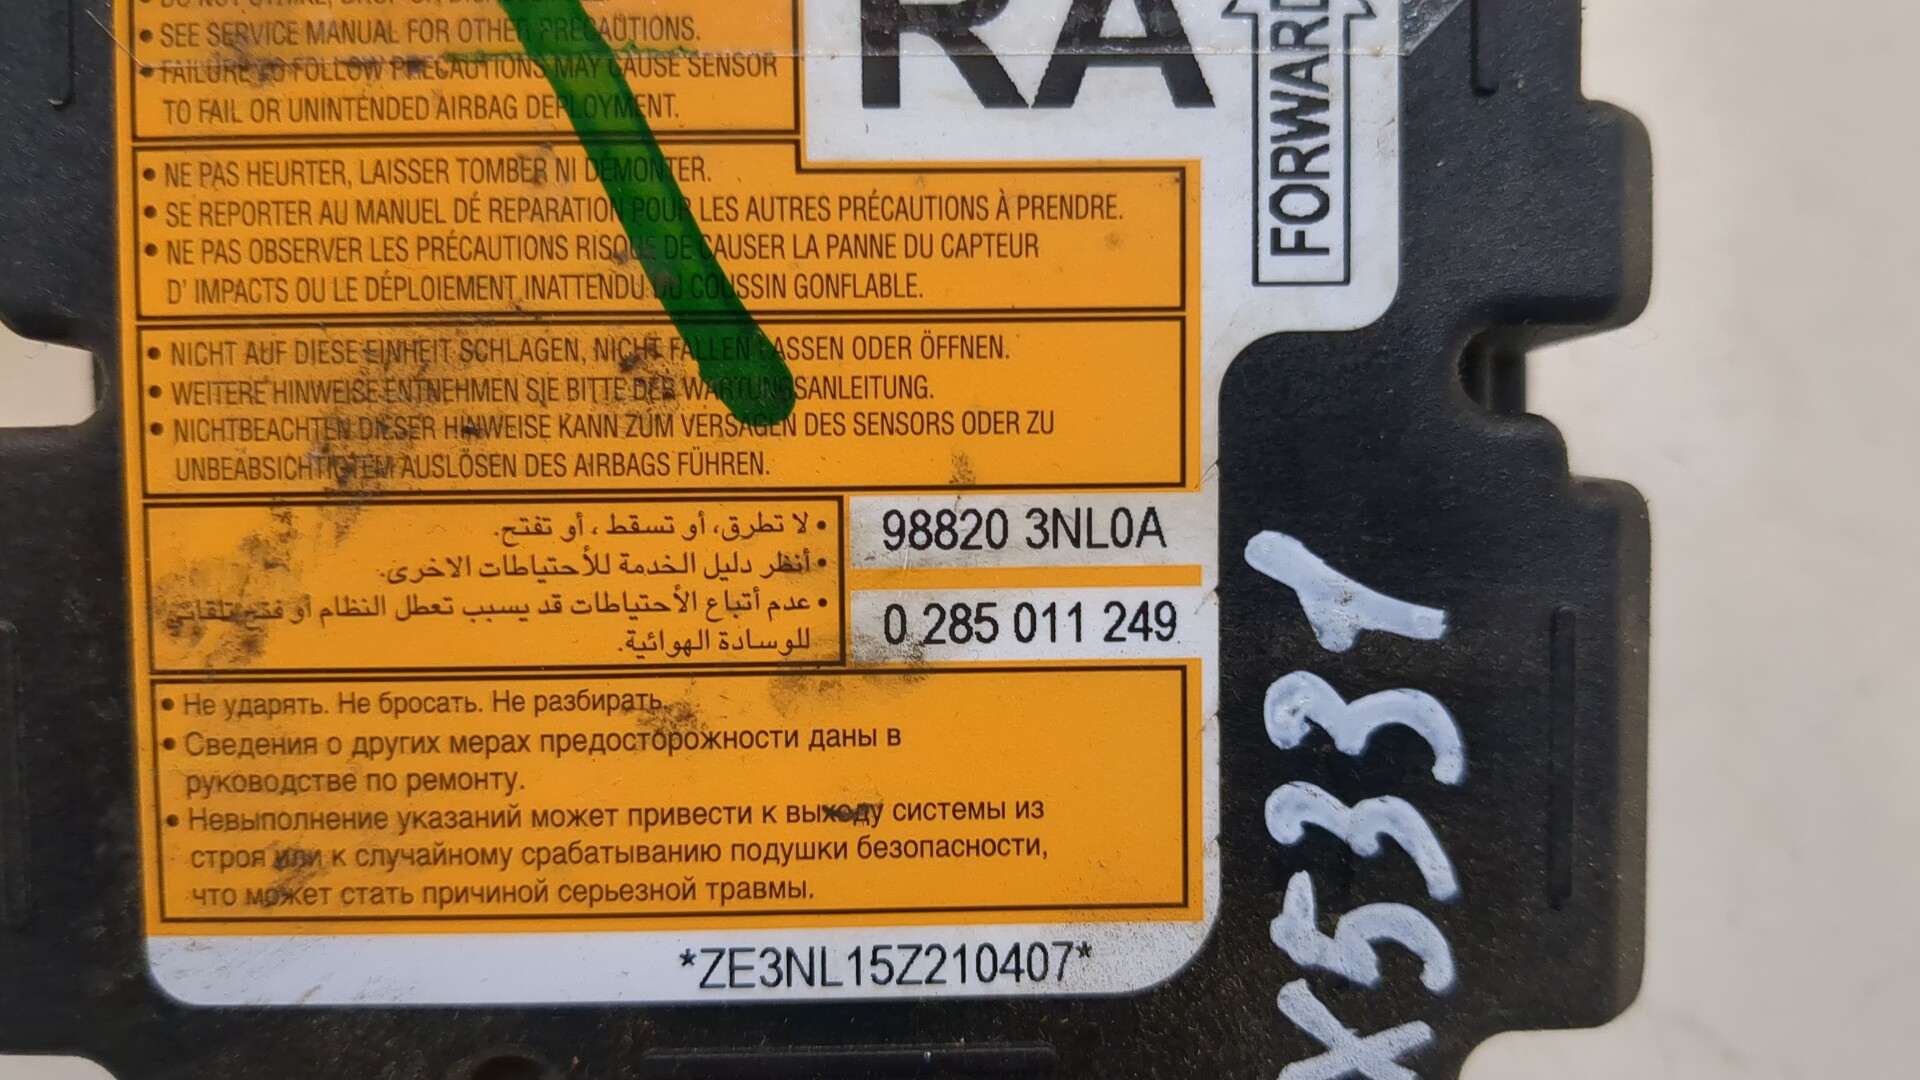 • DO NOT STRIKE, DROP OR
• SEE SERVICE MANUAL FOR OTHER PRECAUTIONS.
• FAILURE TO FOLLOW PRECAUTIONS MAY CAUSE SENSOR
TO FAIL OR UNINTENDED AIRBAG DEPLOYMENT.
RA
FORWARD
• NE PAS HEURTER, LAISSER TOMBER NI DÉMONTER.
• SE REPORTER AU MANUEL DÉ REPARATION POUR LES AUTRES PRÉCAUTIONS À PRENDRE.
• NE PAS OBSERVER LES PRÉCAUTIONS RISQUE DE CAUSER LA PANNE DU CAPTEUR
D' IMPACTS OU LE DÉPLOIEMENT INATTENDU DU COUSSIN GONFLABLE.
• NICHT AUF DIESE EINHEIT SCHLAGEN, NICHT FALLEN LASSEN ODER ÖFFNEN.
• WEITERE HINWEISE ENTNEHMEN SIE BITTE DER WARTUNGSANLEITUNG.
• NICHTBEACHTEN DIESER HINWEISE KANN ZUM VERSAGEN DES SENSORS ODER ZU
UNBEABSICHTIGTEM AUSLÖSEN DES AIRBAGS FÜHREN.
• لا تطرق، أو تسقط ، أو تفتح.
• أنظر دليل الخدمة للأحتياطات الاخرى.
• عدم أتباع الأحتياطات قد يسبب تعطل النظام او فتح تلقائي
للوسادة الهوائية.
98820 3NL0A
0 285 011 249
• Не ударять. Не бросать. Не разбирать.
• Сведения о других мерах предосторожности даны в
руководстве по ремонту.
• Невыполнение указаний может привести к выходу системы из
строя или к случайному срабатыванию подушки безопасности,
что может стать причиной серьезной травмы.
*ZE3NL15Z210407*
X5331